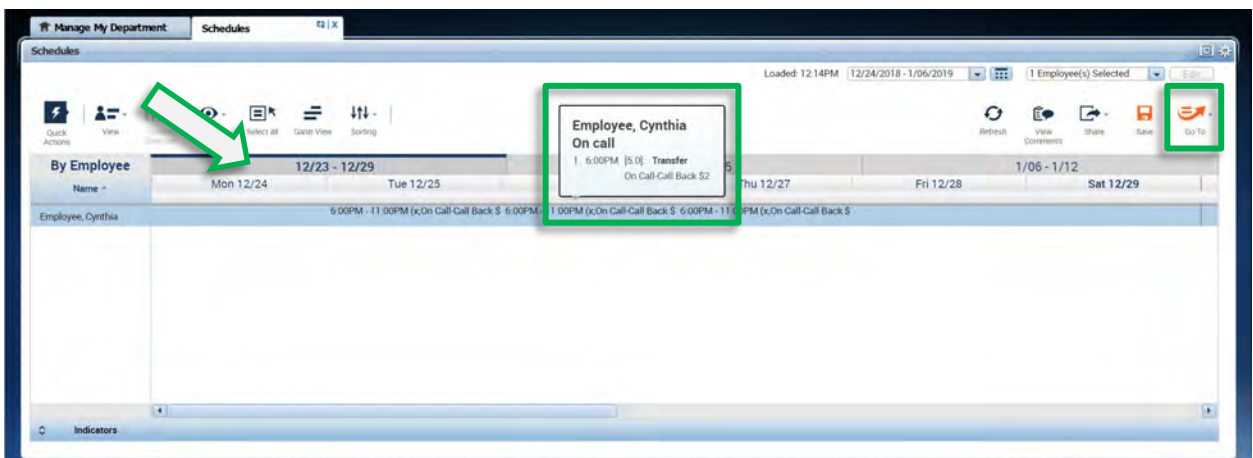 Manage My Department
Schedules
Schedules
Loaded: 12:14PM 12/24/2018 - 1/06/2019 1 Employee(s) Selected Edit
Quick Actions
View
Select all
Gantt View
Sorting
Refresh
View Comments
Share
Save
Go To
Employee, Cynthia
On call
1. 6:00PM [5.0] Transfer
On Call-Call Back $2
By Employee 12/23 - 12/29 5 1/06 - 1/12
Name Mon 12/24 Tue 12/25 Thu 12/27 Fri 12/28 Sat 12/29
Employee, Cynthia 6:00PM - 11:00PM (x,On Call-Call Back $ 6:00PM - 11:00PM (x,On Call-Call Back $ 6:00PM - 11:00PM (x,On Call-Call Back $
Indicators